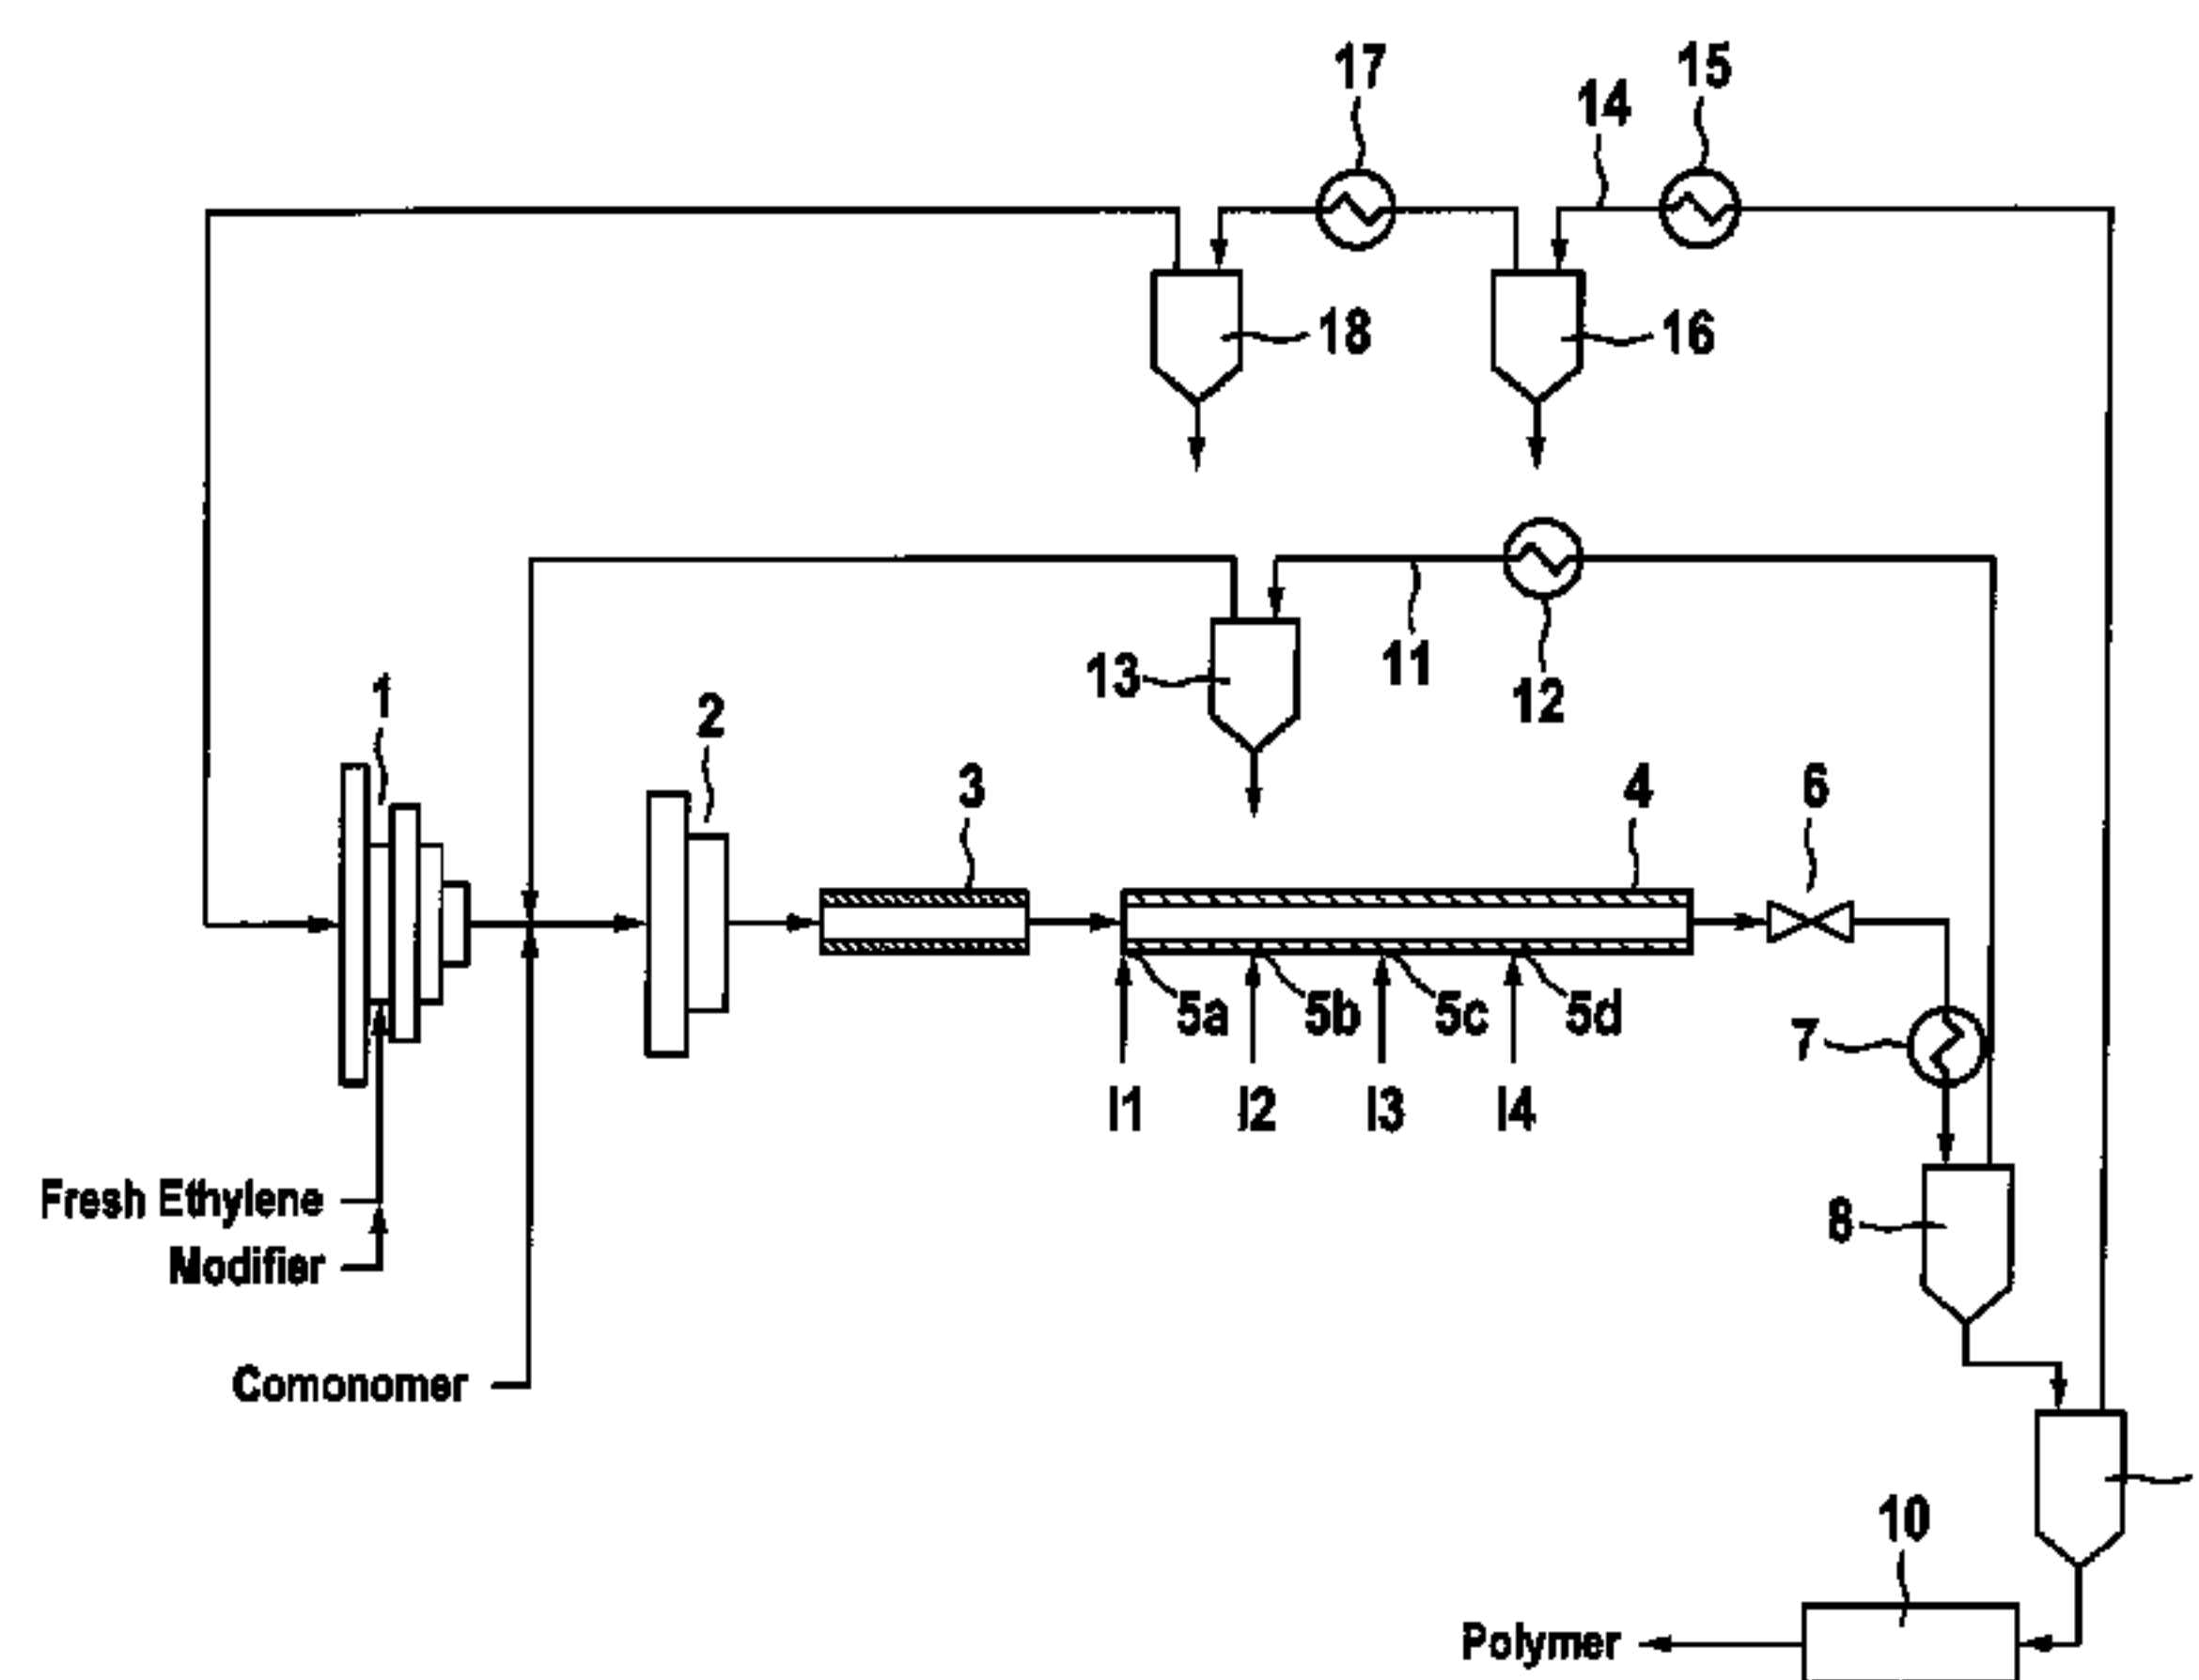 17
14
15
18
16
13
11
12
1
2
3
4
6
5a
5b
5c
5d
7
I1
I2
I3
I4
Fresh Ethylene
Modifier
8
Comonomer
10
Polymer